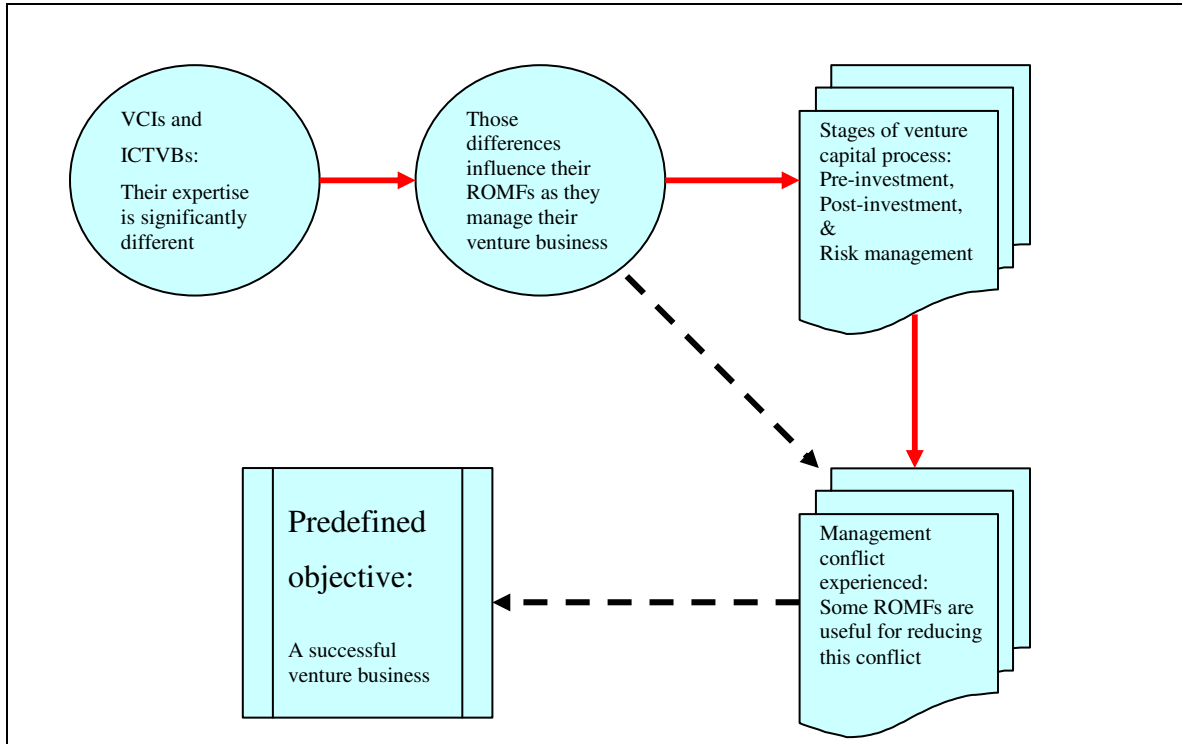 VCIs and
ICTVBs:
Their expertise
is significantly
different
Those
differences
influence their
ROMFs as they
manage their
venture business
Stages of venture
capital process:
Pre-investment,
Post-investment,
&
Risk management
Predefined
objective:
A successful
venture business
Management
conflict
experienced:
Some ROMFs are
useful for reducing
this conflict